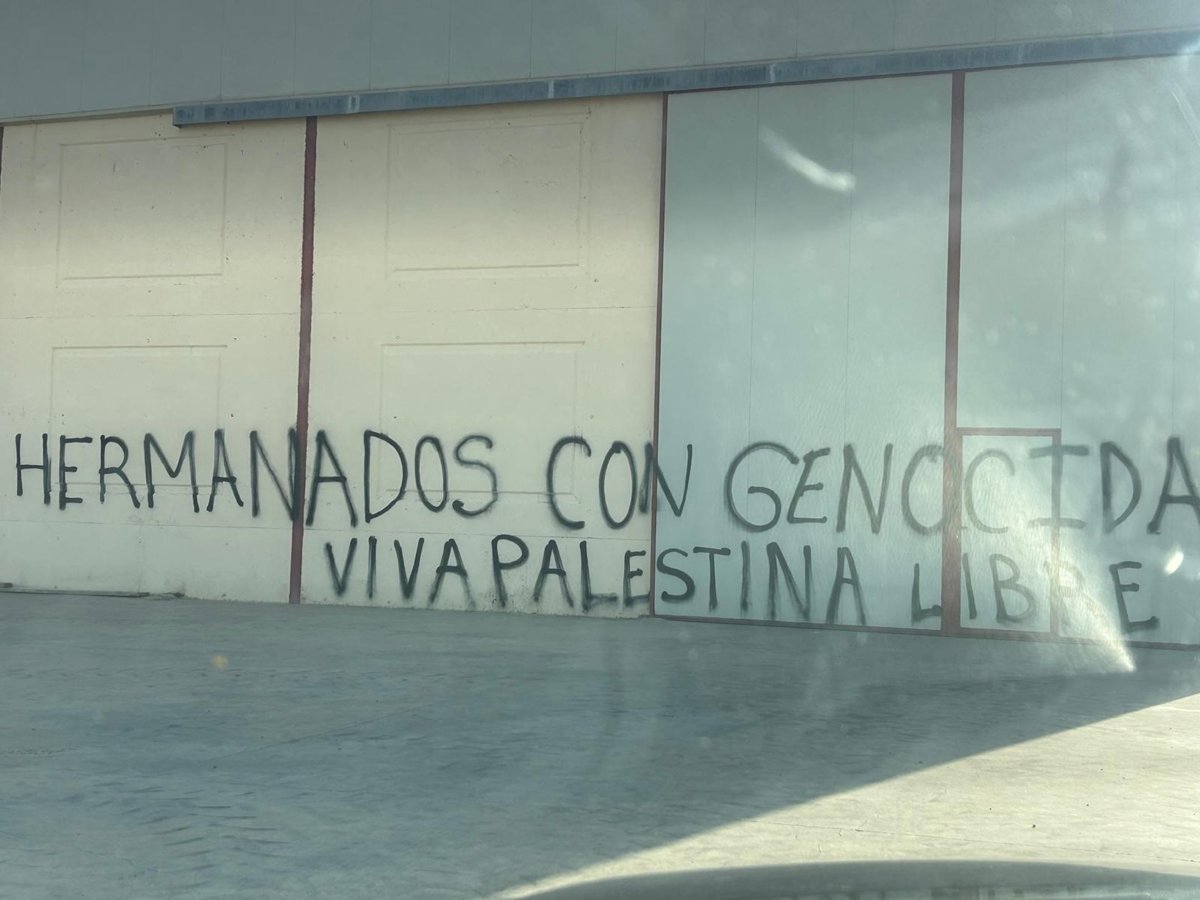 HERMANADOS CON GENOCIDA
VIVA PALESTINA LIBRE